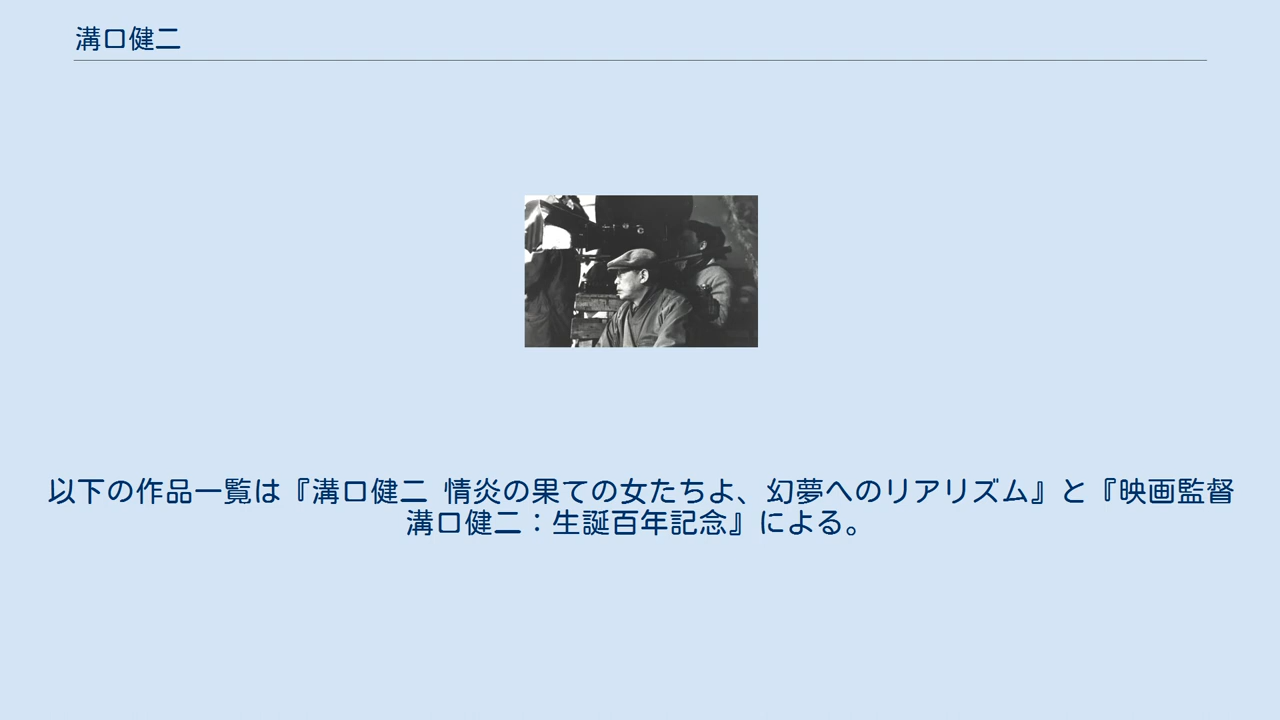 溝口健二
以下の作品一覧は『溝口健二 情炎の果ての女たちよ、幻夢へのリアリズム』と『映画監督
溝口健二：生誕百年記念』による。